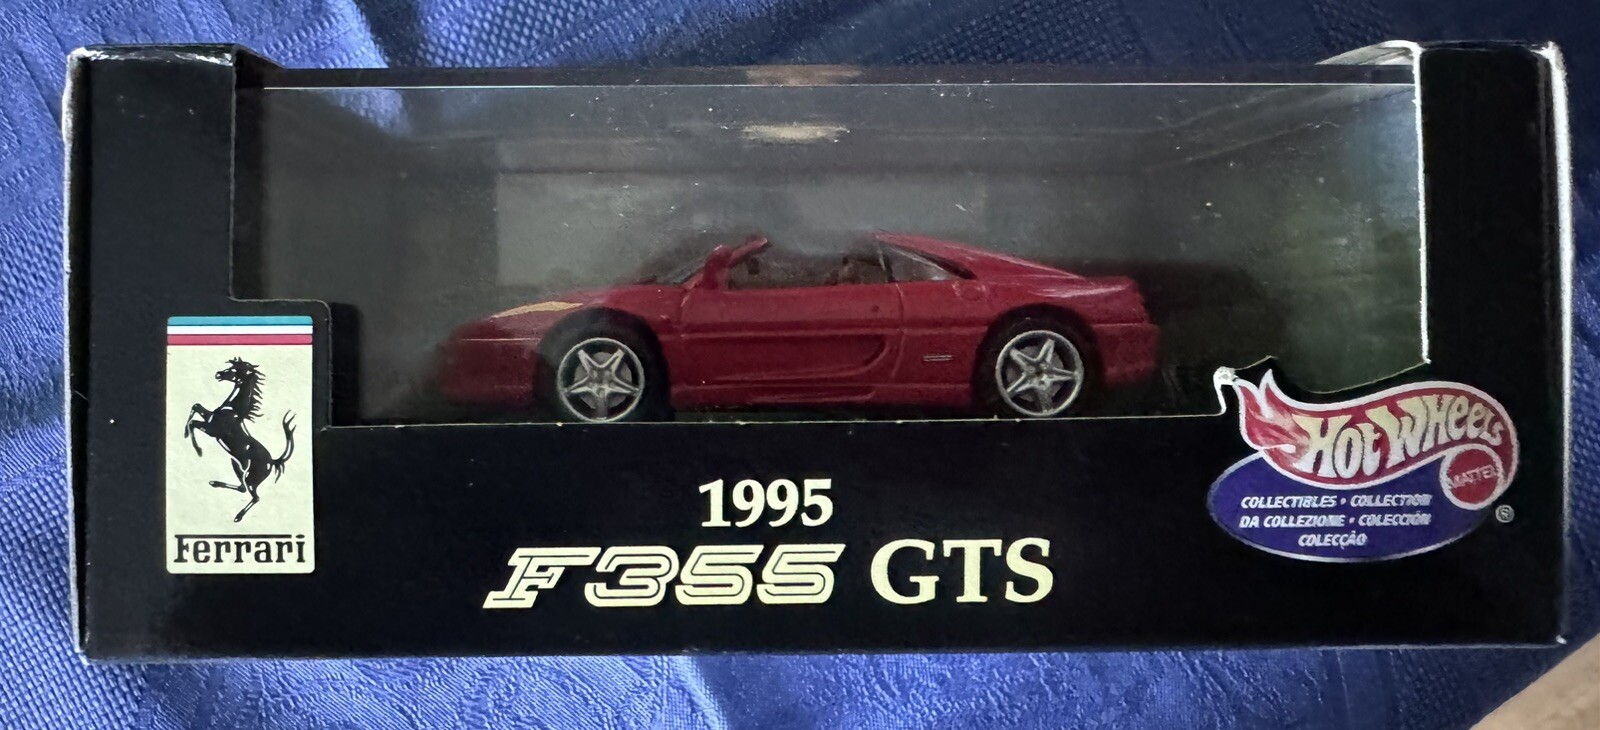 Ferrari
1995
F355 GTS
HOT WHEELS
MATTEL
COLLECTIBLES • COLLECTION
DA COLLEZIONE • COLECCIÓN
COLECÇÃO
®